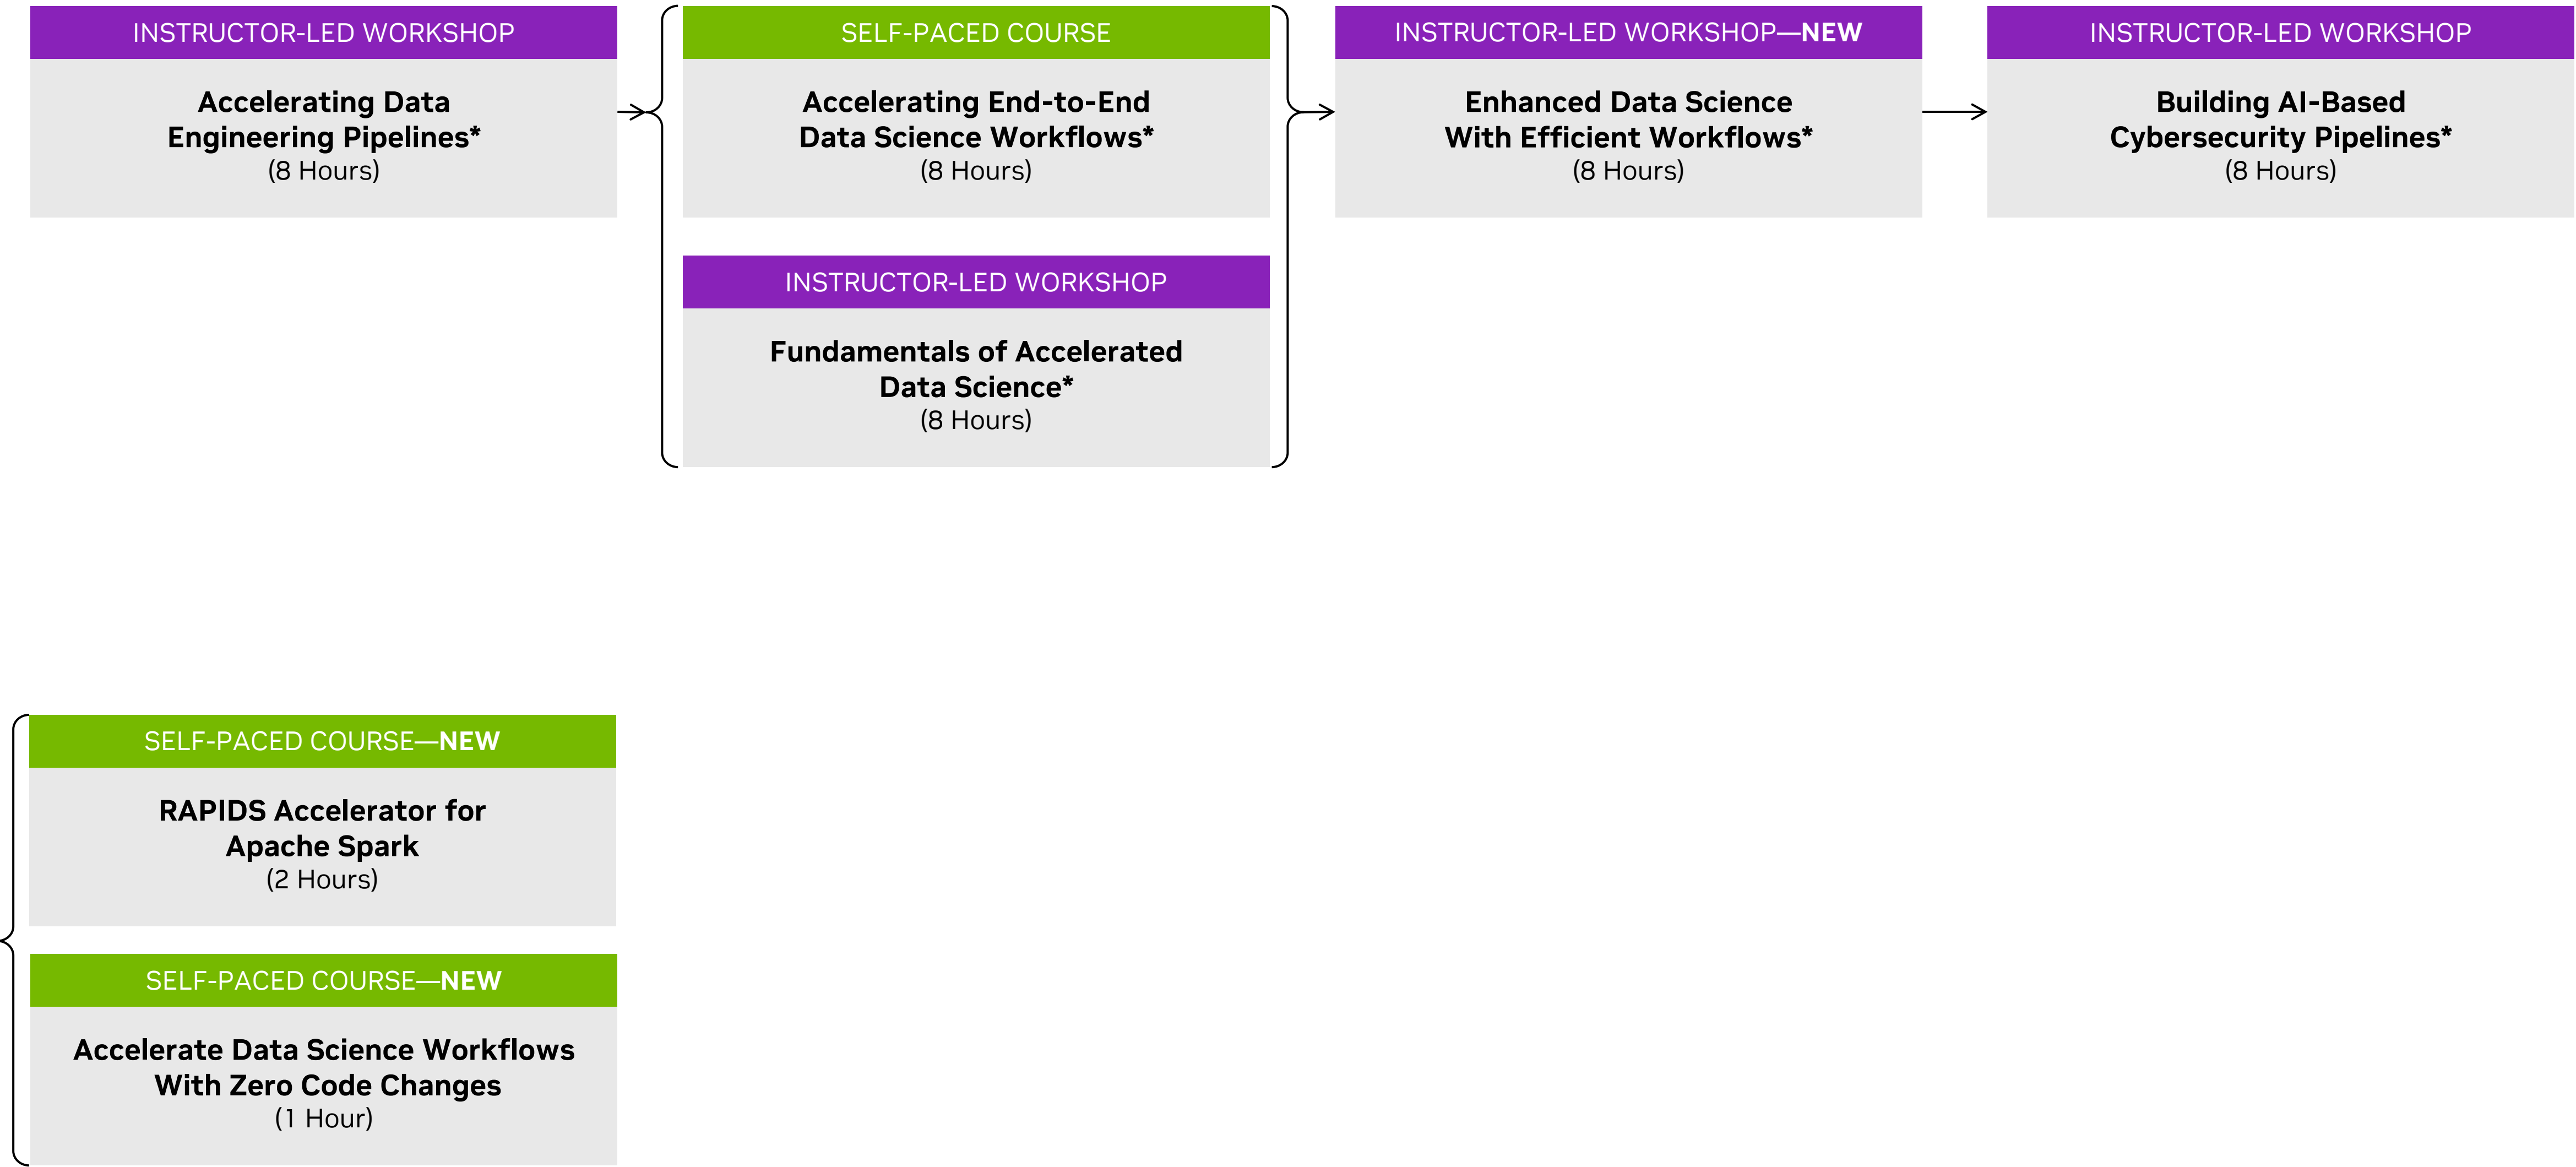 INSTRUCTOR-LED WORKSHOP
Accelerating Data
Engineering Pipelines*
(8 Hours)
SELF-PACED COURSE
Accelerating End-to-End
Data Science Workflows*
(8 Hours)
INSTRUCTOR-LED WORKSHOP
Fundamentals of Accelerated
Data Science*
(8 Hours)
INSTRUCTOR-LED WORKSHOP—NEW
Enhanced Data Science
With Efficient Workflows*
(8 Hours)
INSTRUCTOR-LED WORKSHOP
Building AI-Based
Cybersecurity Pipelines*
(8 Hours)
SELF-PACED COURSE—NEW
RAPIDS Accelerator for
Apache Spark
(2 Hours)
SELF-PACED COURSE—NEW
Accelerate Data Science Workflows
With Zero Code Changes
(1 Hour)